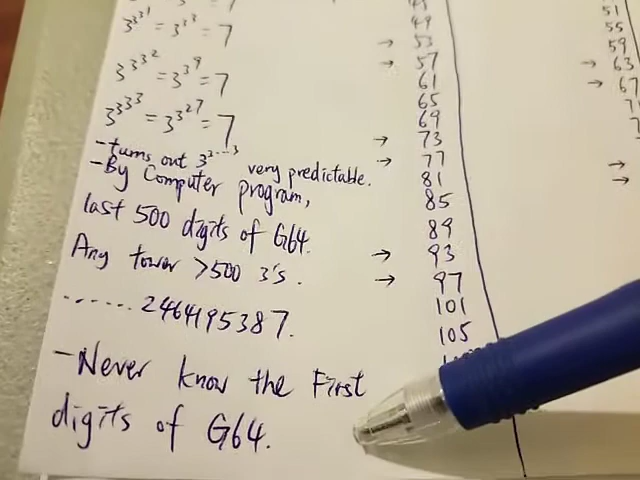 3^3^3^1 = 3^3^3 = 7
3^3^3^2 = 3^3^9 = 7
3^3^3^3 = 3^3^27 = 7
-turns out 3^3...3 very predictable.
-By Computer program,
last 500 digits of G64.
Any tower >500 3's.
.......2464195387.
-Never know the First
digits of G64.
49
→ 53
→ 57
61
65
69
→ 73
→ 77
81
85
89
→ 93
→ 97
101
105
51
55
59
→ 63
→ 67
→
→